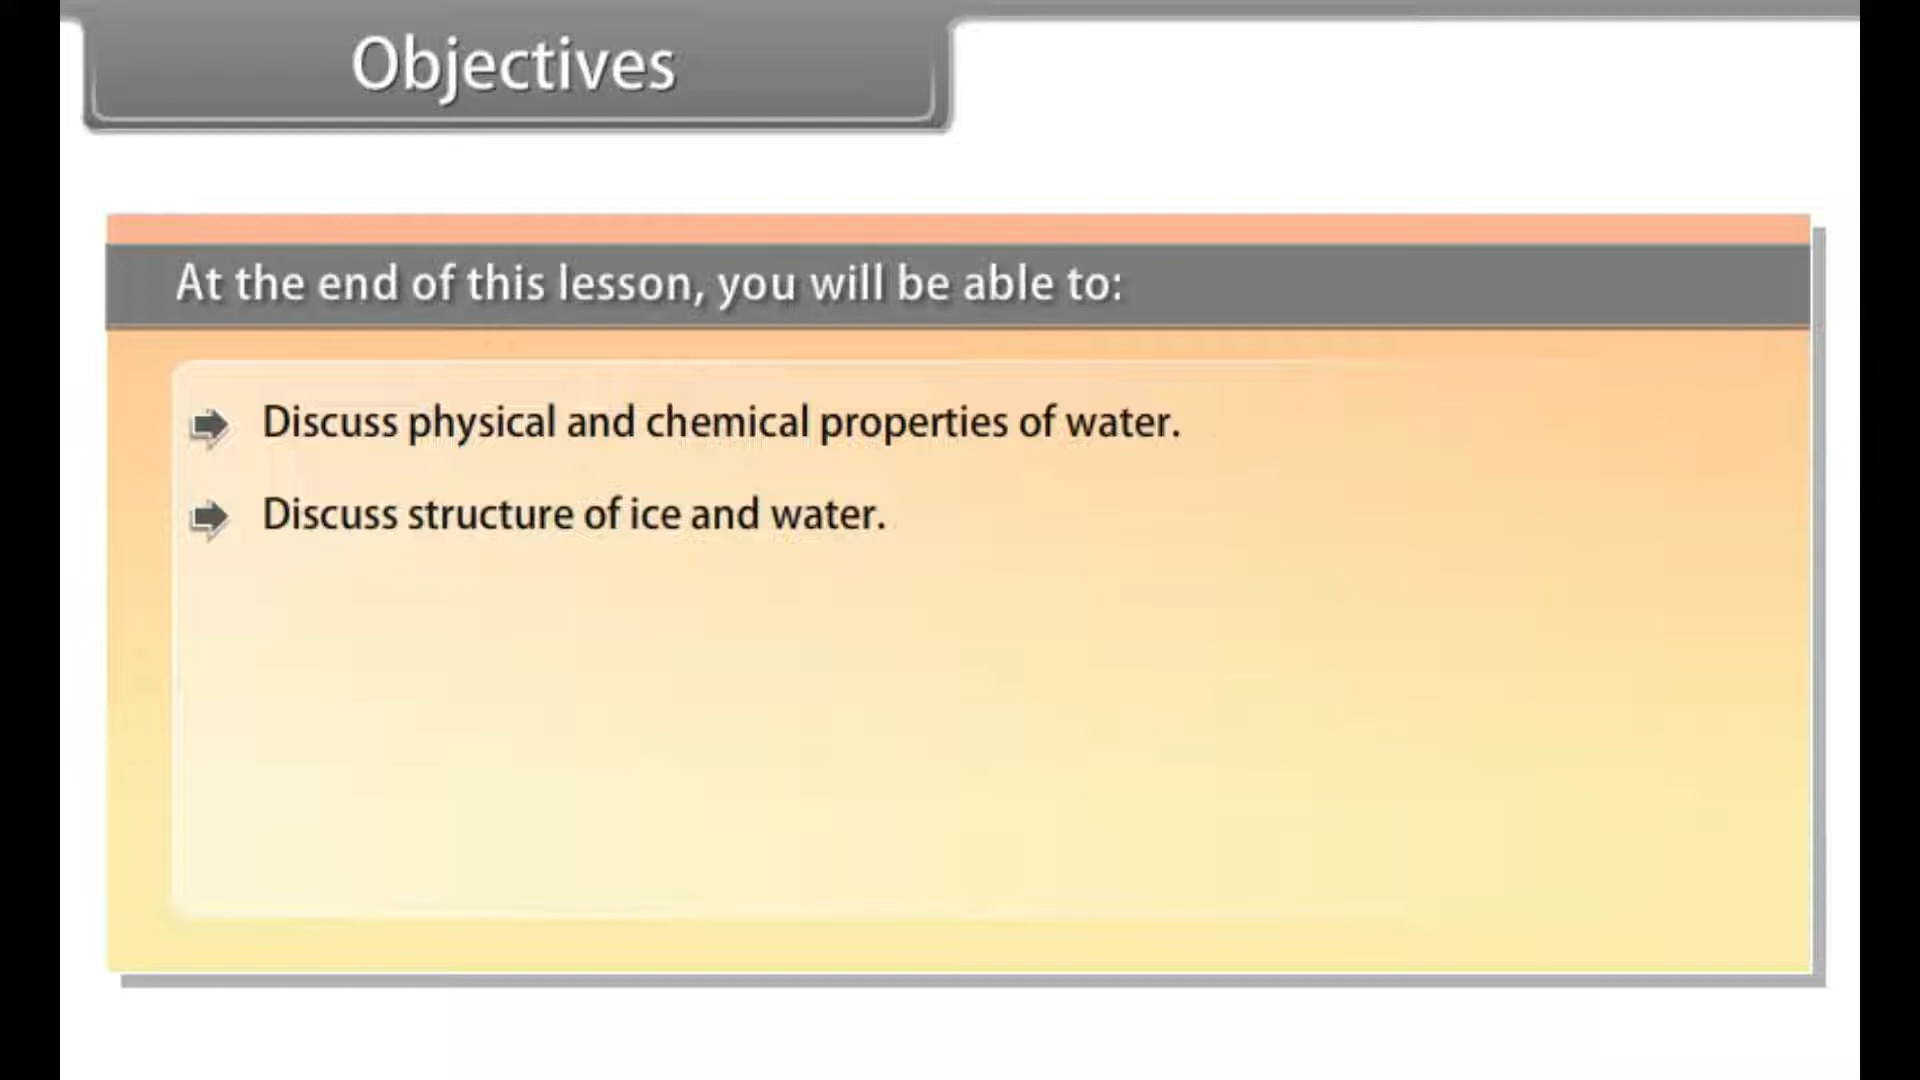 Objectives
At the end of this lesson, you will be able to:
Discuss physical and chemical properties of water.
Discuss structure of ice and water.